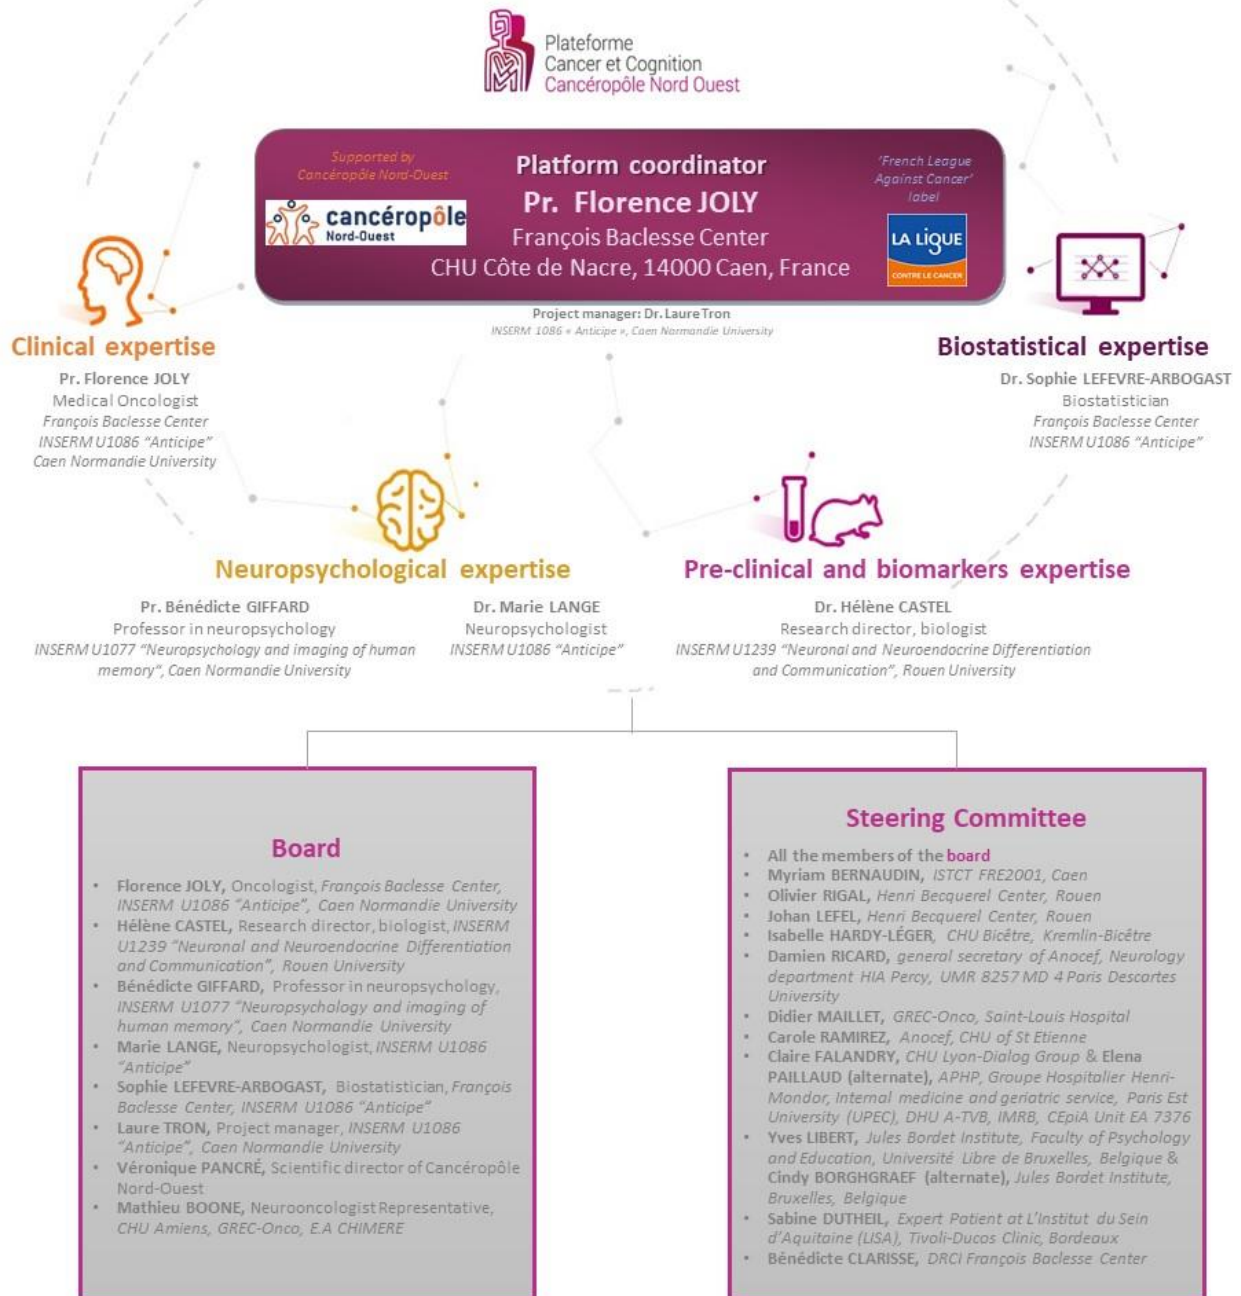 Plateforme
Cancer et Cognition
Cancéropôle Nord Ouest
Supported by
Cancéropôle Nord-Ouest
cancéropôle
Nord-Ouest
Platform coordinator
Pr. Florence JOLY
François Baclesse Center
CHU Côte de Nacre, 14000 Caen, France
'French League
Against Cancer'
label
LA LIGUE
CONTRE LE CANCER
Project manager: Dr. Laure Tron
INSERM 1086 « Anticipe », Caen Normandie University
Clinical expertise
Pr. Florence JOLY
Medical Oncologist
François Baclesse Center
INSERM U1086 "Anticipe"
Caen Normandie University
Biostatistical expertise
Dr. Sophie LEFEVRE-ARBOGAST
Biostatistician
François Baclesse Center
INSERM U1086 "Anticipe"
Neuropsychological expertise
Pr. Bénédicte GIFFARD
Professor in neuropsychology
INSERM U1077 "Neuropsychology and imaging of human
memory", Caen Normandie University
Dr. Marie LANGE
Neuropsychologist
INSERM U1086 "Anticipe"
Pre-clinical and biomarkers expertise
Dr. Hélène CASTEL
Research director, biologist
INSERM U1239 "Neuronal and Neuroendocrine Differentiation
and Communication", Rouen University
Board
• Florence JOLY, Oncologist, François Baclesse Center,
INSERM U1086 "Anticipe", Caen Normandie University
• Hélène CASTEL, Research director, biologist, INSERM
U1239 "Neuronal and Neuroendocrine Differentiation
and Communication", Rouen University
• Bénédicte GIFFARD, Professor in neuropsychology,
INSERM U1077 "Neuropsychology and imaging of
human memory", Caen Normandie University
• Marie LANGE, Neuropsychologist, INSERM U1086
"Anticipe"
• Sophie LEFEVRE-ARBOGAST, Biostatistician, François
Baclesse Center, INSERM U1086 "Anticipe"
• Laure TRON, Project manager, INSERM U1086
"Anticipe", Caen Normandie University
• Véronique PANCRÉ, Scientific director of Cancéropôle
Nord-Ouest
• Mathieu BOONE, Neurooncologist Representative,
CHU Amiens, GREC-Onco, E.A CHIMERE
Steering Committee
• All the members of the board
• Myriam BERNAUDIN, ISTCT FRE2001, Caen
• Olivier RIGAL, Henri Becquerel Center, Rouen
• Johan LEFEL, Henri Becquerel Center, Rouen
• Isabelle HARDY-LÉGER, CHU Bicêtre, Kremlin-Bicêtre
• Damien RICARD, general secretary of Anocef, Neurology
department HIA Percy, UMR 8257 MD 4 Paris Descartes
University
• Didier MAILLET, GREC-Onco, Saint-Louis Hospital
• Carole RAMIREZ, Anocef, CHU of St Etienne
• Claire FALANDRY, CHU Lyon-Dialog Group & Elena
PAILLAUD (alternate), APHP, Groupe Hospitalier Henri-
Mondor, Internal medicine and geriatric service, Paris Est
University (UPEC), DHU A-TVB, IMRB, CEpiA Unit EA 7376
• Yves LIBERT, Jules Bordet Institute, Faculty of Psychology
and Education, Université Libre de Bruxelles, Belgique &
Cindy BORGHGRAEF (alternate), Jules Bordet Institute,
Bruxelles, Belgique
• Sabine DUTHEIL, Expert Patient at L'Institut du Sein
d'Aquitaine (LISA), Tivoli-Ducos Clinic, Bordeaux
• Bénédicte CLARISSE, DRCI François Baclesse Center